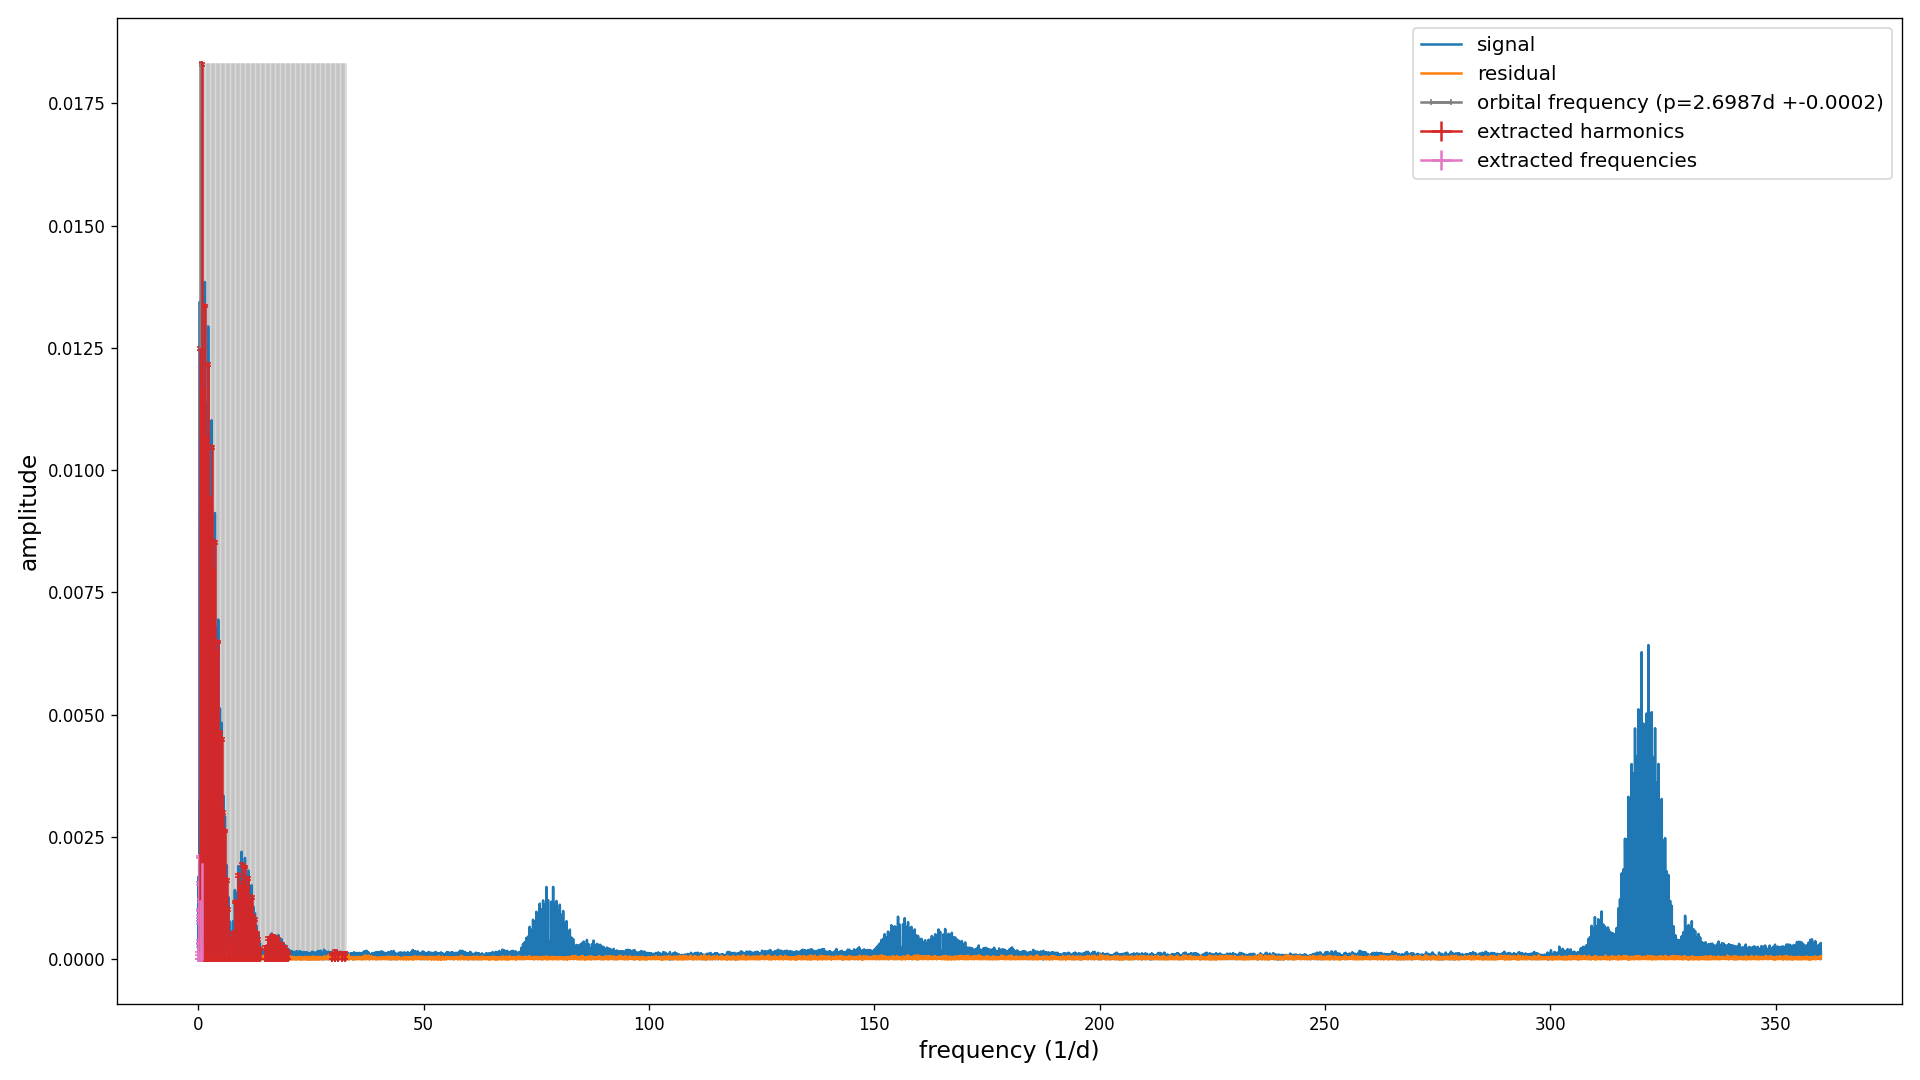 signal
residual
orbital frequency (p=2.6987d +-0.0002)
extracted harmonics
extracted frequencies
0.0175
0.0150
0.0125
0.0100
0.0075
0.0050
0.0025
0.0000
amplitude
0 50 100 150 200 250 300 350
frequency (1/d)